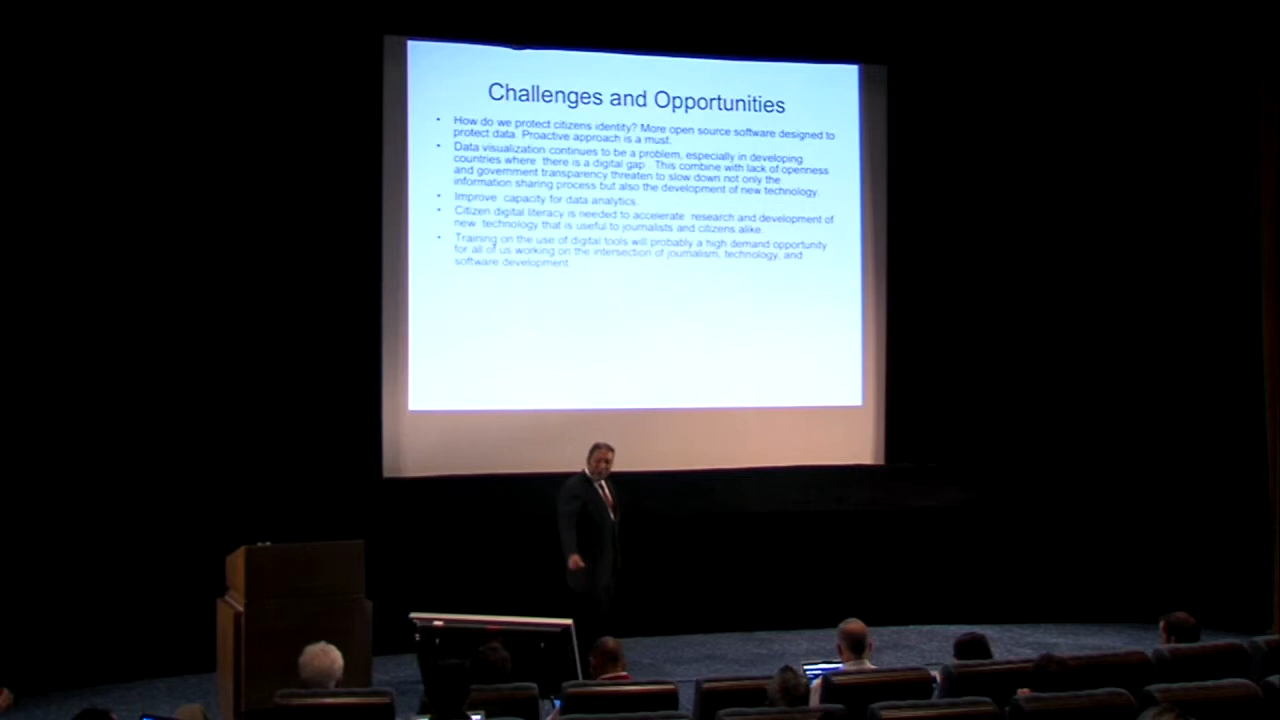 Challenges and Opportunities
• How do we protect citizens identity? More open source software designed to
protect data. Proactive approach is a must.
• Data visualization continues to be a problem, especially in developing
countries where there is a digital gap . This combine with lack of openness
and government transparency threaten to slow down not only the
information sharing process but also the development of new technology.
• Improve capacity for data analytics.
• Citizen digital literacy is needed to accelerate research and development of
new technology that is useful to journalists and citizens alike.
• Training on the use of digital tools will probably a high demand opportunity
for all of us working on the intersection of journalism, technology, and
software development.